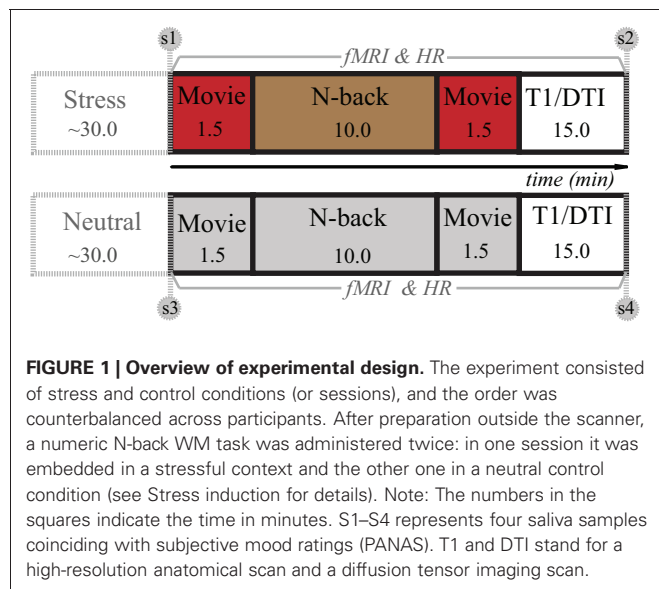 s1 s2
fMRI & HR
Stress Movie N-back Movie T1/DTI
~30.0 1.5 10.0 1.5 15.0
time (min)
Neutral Movie N-back Movie T1/DTI
~30.0 1.5 10.0 1.5 15.0
fMRI & HR
s3 s4
FIGURE 1 | Overview of experimental design. The experiment consisted
of stress and control conditions (or sessions), and the order was
counterbalanced across participants. After preparation outside the scanner,
a numeric N-back WM task was administered twice: in one session it was
embedded in a stressful context and the other one in a neutral control
condition (see Stress induction for details). Note: The numbers in the
squares indicate the time in minutes. S1–S4 represents four saliva samples
coinciding with subjective mood ratings (PANAS). T1 and DTI stand for a
high-resolution anatomical scan and a diffusion tensor imaging scan.